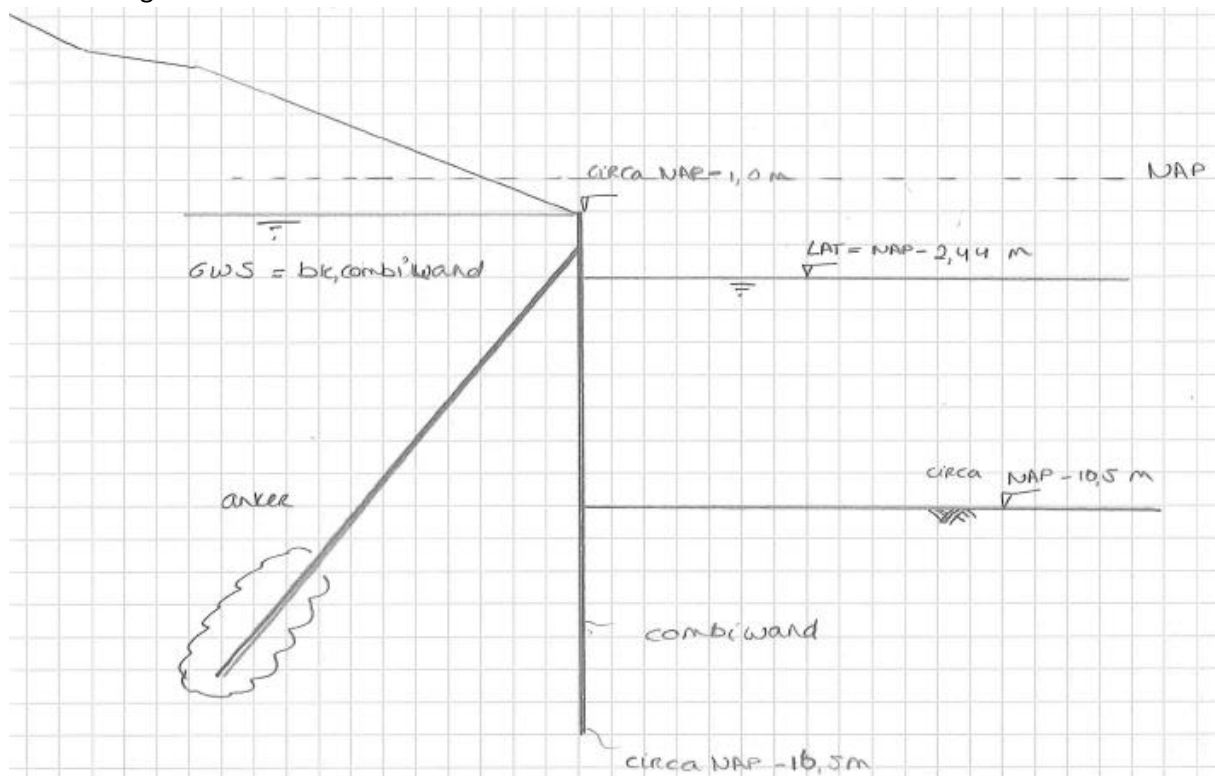 circa NAP-1,0 m
NAP
LAT = NAP-2,44 m
GWS = bk combiwand
circa NAP-10,5 m
anker
combiwand
circa NAP-16,5m